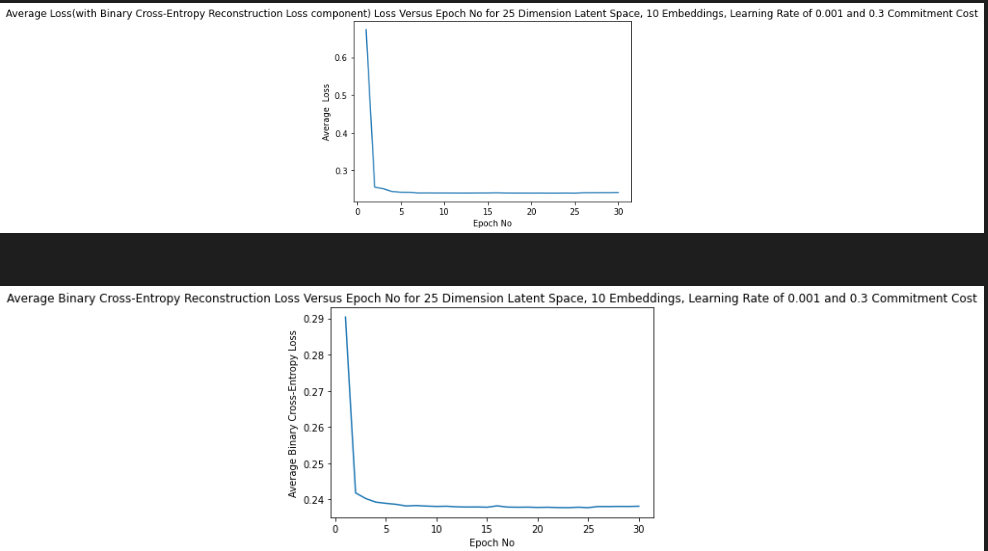 Average Loss(with Binary Cross-Entropy Reconstruction Loss component) Loss Versus Epoch No for 25 Dimension Latent Space, 10 Embeddings, Learning Rate of 0.001 and 0.3 Commitment Cost
0.6
0.5
0.4
0.3
Average Loss
0 5 10 15 20 25 30
Epoch No
Average Binary Cross-Entropy Reconstruction Loss Versus Epoch No for 25 Dimension Latent Space, 10 Embeddings, Learning Rate of 0.001 and 0.3 Commitment Cost
0.29
0.28
0.27
0.26
0.25
0.24
Average Binary Cross-Entropy Loss
0 5 10 15 20 25 30
Epoch No